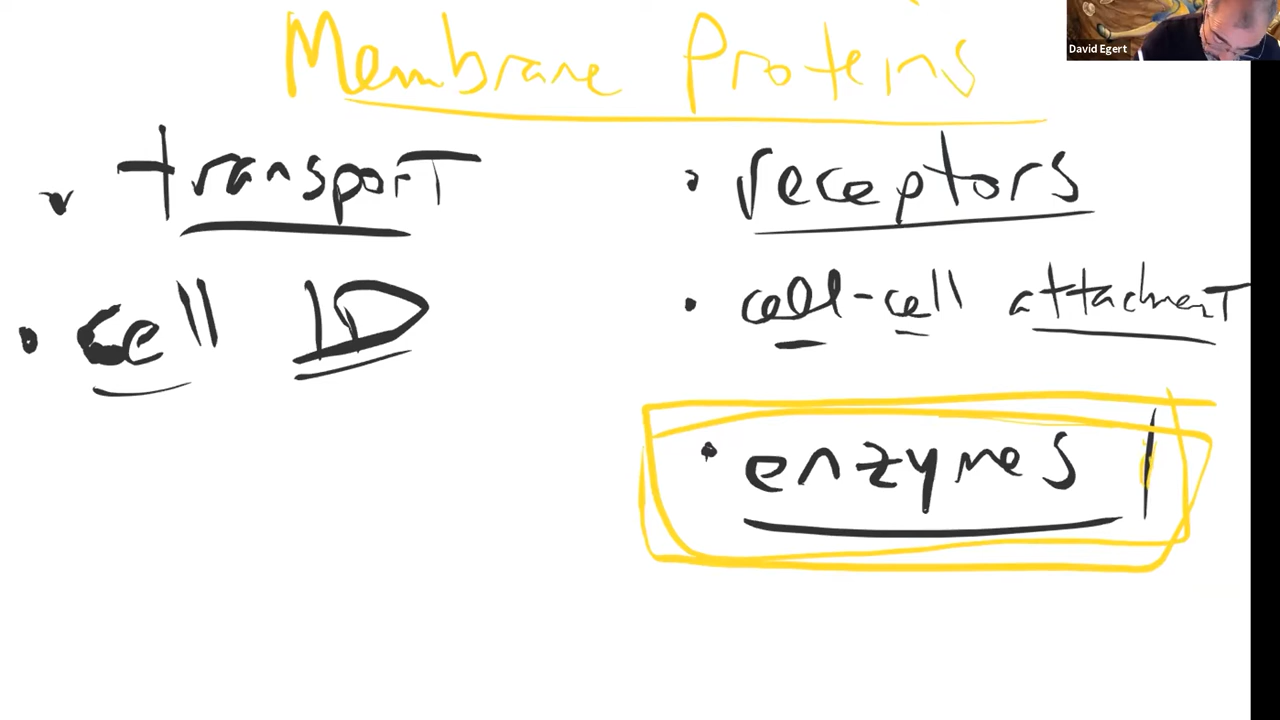 Membrane Proteins
David Egert
transport
• receptors
• cell ID
• cell-cell attachment
• enzymes